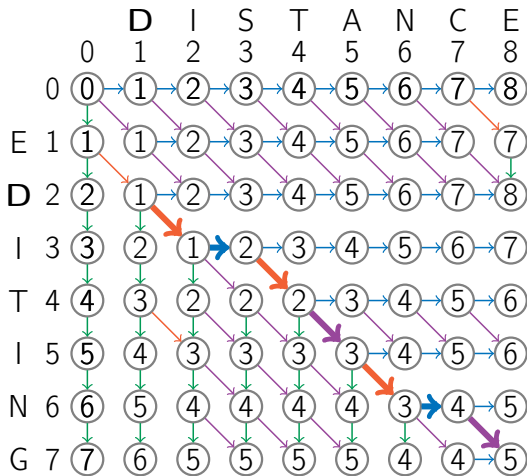 D I S T A N C E
0 1 2 3 4 5 6 7 8
0 0 1 2 3 4 5 6 7 8
E 1 1 1 2 3 4 5 6 7 7
D 2 2 1 2 3 4 5 6 7 8
I 3 3 2 1 2 3 4 5 6 7
T 4 4 3 2 2 2 3 4 5 6
I 5 5 4 3 3 3 3 4 5 6
N 6 6 5 4 4 4 4 3 4 5
G 7 7 6 5 5 5 5 4 4 5